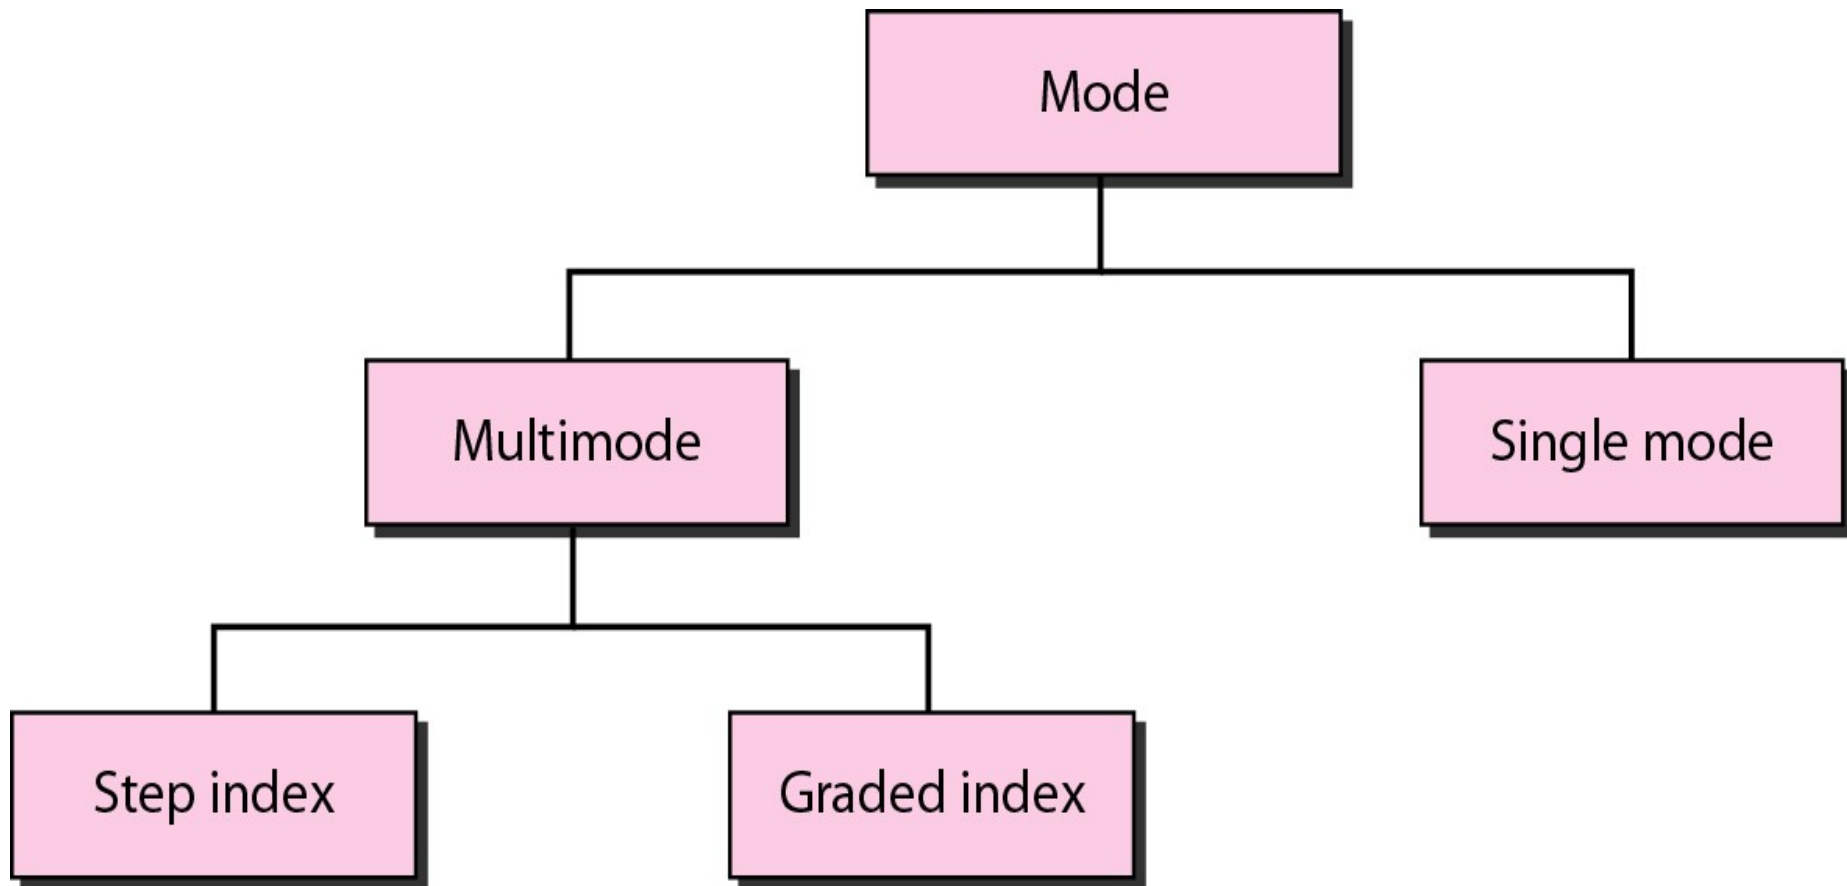 Mode
Multimode
Single mode
Step index
Graded index